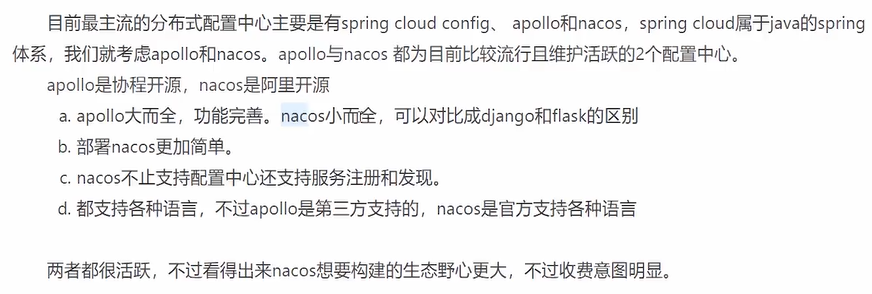 目前最主流的分布式配置中心主要是有spring cloud config、 apollo和nacos，spring cloud属于java的spring
体系，我们就考虑apollo和nacos。apollo与nacos 都为目前比较流行且维护活跃的2个配置中心。
apollo是协程开源，nacos是阿里开源
a. apollo大而全，功能完善。nacos小而全，可以对比成django和flask的区别
b. 部署nacos更加简单。
c. nacos不止支持配置中心还支持服务注册和发现。
d. 都支持各种语言，不过apollo是第三方支持的，nacos是官方支持各种语言
两者都很活跃，不过看得出来nacos想要构建的生态野心更大，不过收费意图明显。